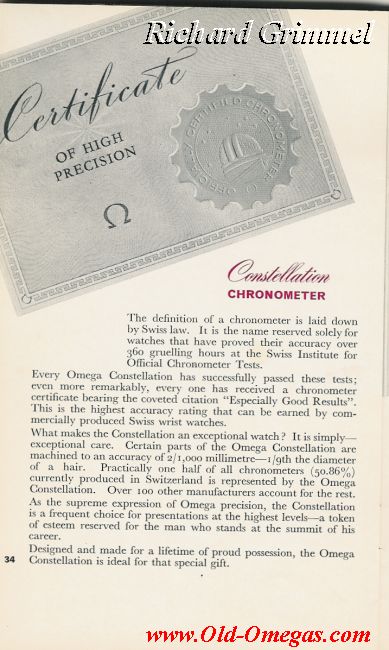 Richard Grimmel
Certificate
OF HIGH
PRECISION
OFFICIALLY CERTIFIED CHRONOMETER
Ω
Constellation
CHRONOMETER
The definition of a chronometer is laid down
by Swiss law. It is the name reserved solely for
watches that have proved their accuracy over
360 gruelling hours at the Swiss Institute for
Official Chronometer Tests.
Every Omega Constellation has successfully passed these tests;
even more remarkably, every one has received a chronometer
certificate bearing the coveted citation “Especially Good Results”.
This is the highest accuracy rating that can be earned by com-
mercially produced Swiss wrist watches.
What makes the Constellation an exceptional watch? It is simply—
exceptional care. Certain parts of the Omega Constellation are
machined to an accuracy of 2/1,000 millimetre—1/9th the diameter
of a hair. Practically one half of all chronometers (50.86%)
currently produced in Switzerland is represented by the Omega
Constellation. Over 100 other manufacturers account for the rest.
As the supreme expression of Omega precision, the Constellation
is a frequent choice for presentations at the highest levels—a token
of esteem reserved for the man who stands at the summit of his
career.
Designed and made for a lifetime of proud possession, the Omega
34 Constellation is ideal for that special gift.
www.Old-Omegas.com